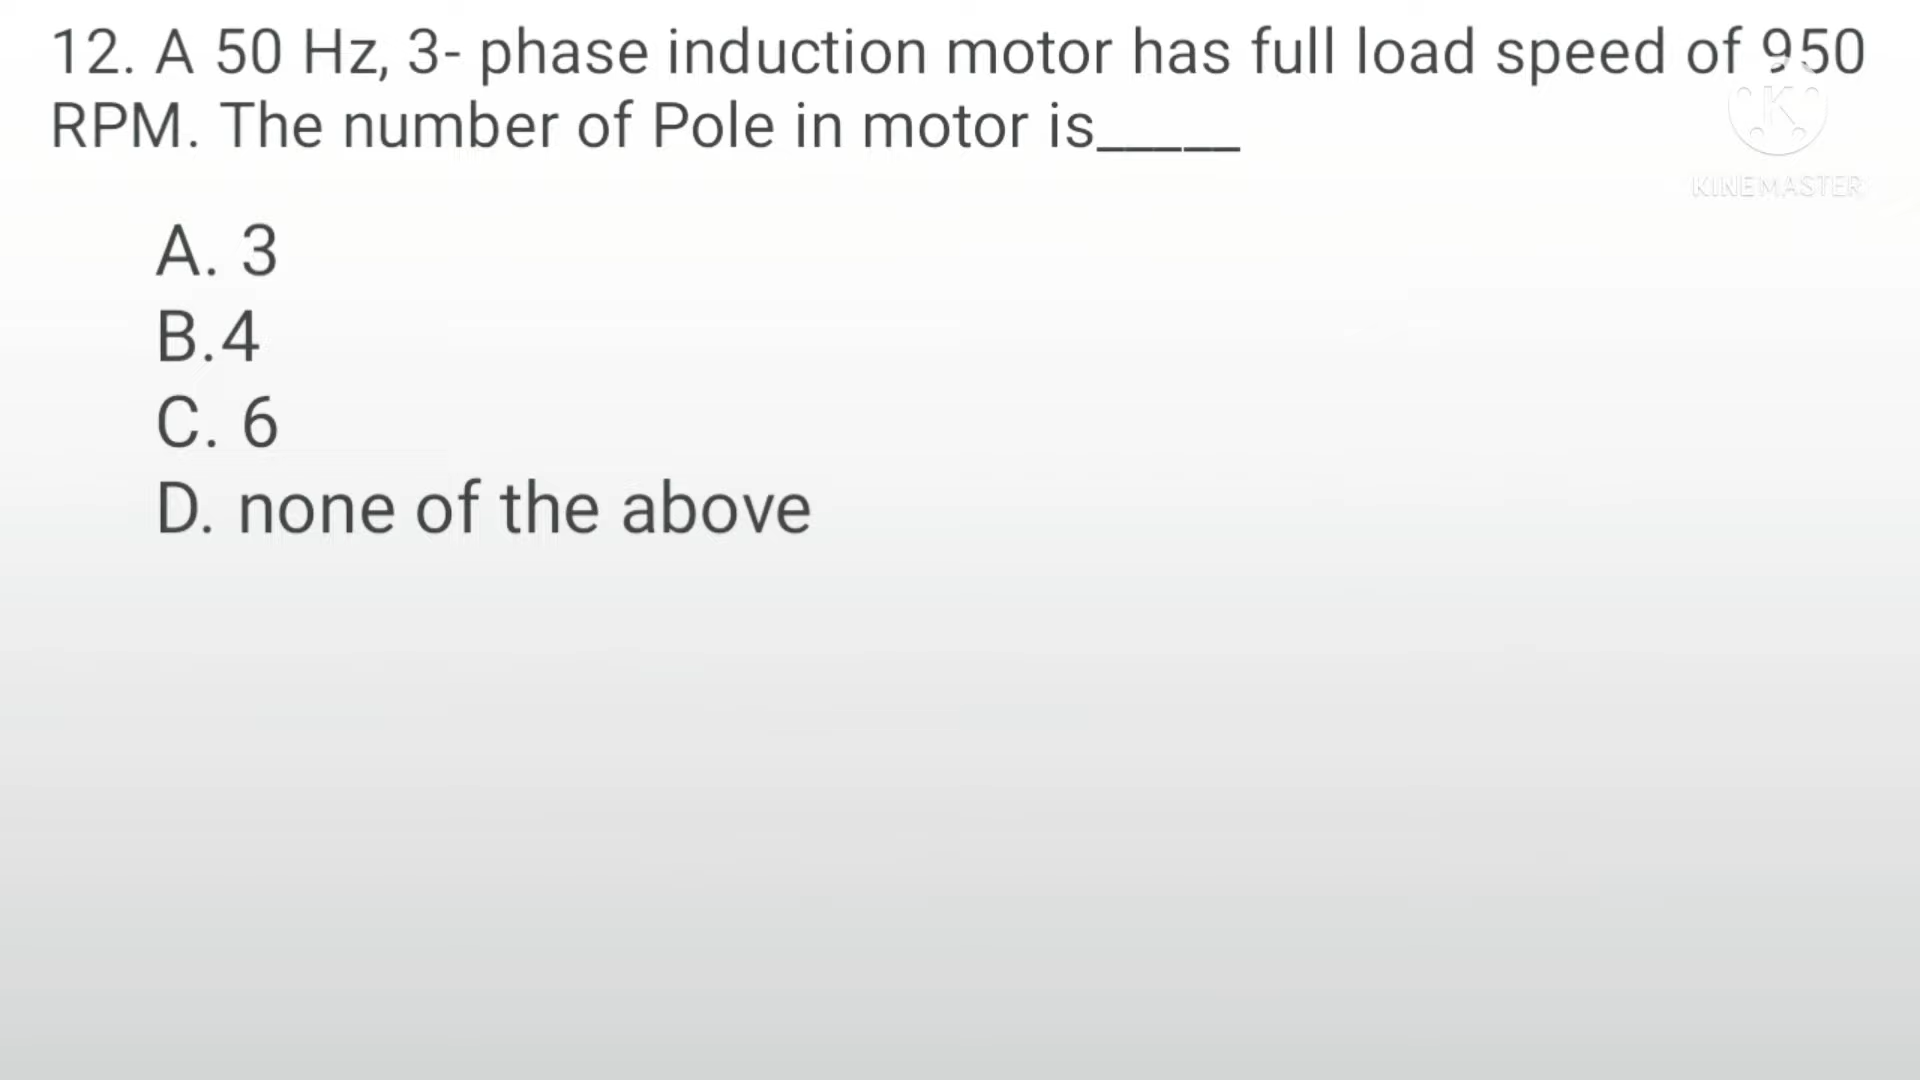 12. A 50 Hz, 3- phase induction motor has full load speed of 950
RPM. The number of Pole in motor is_____
KINEMASTER
A. 3
B.4
C. 6
D. none of the above